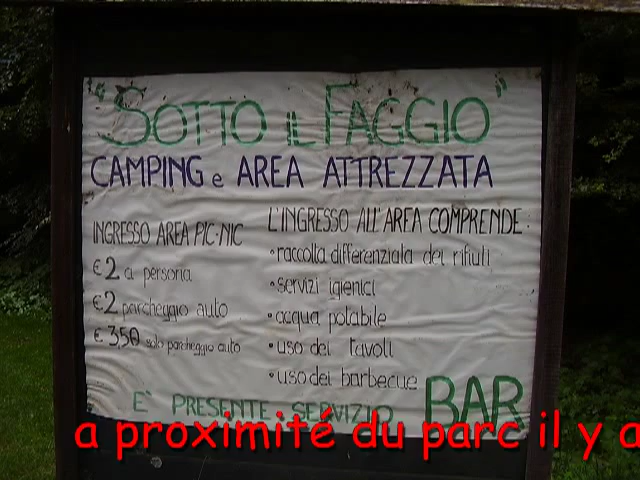 "SOTTO IL FAGGIO"
CAMPING e AREA ATTREZZATA
INGRESSO AREA PIC-NIC
€ 2 a persona
€ 2 parcheggio auto
€ 3,50 solo parcheggio auto
L'INGRESSO ALL'AREA COMPRENDE
• raccolta differenziata dei rifiuti
• servizi igienici
• acqua potabile
• uso dei tavoli
• uso dei barbecue
E' PRESENTE SERVIZIO BAR
a proximité du parc il y a